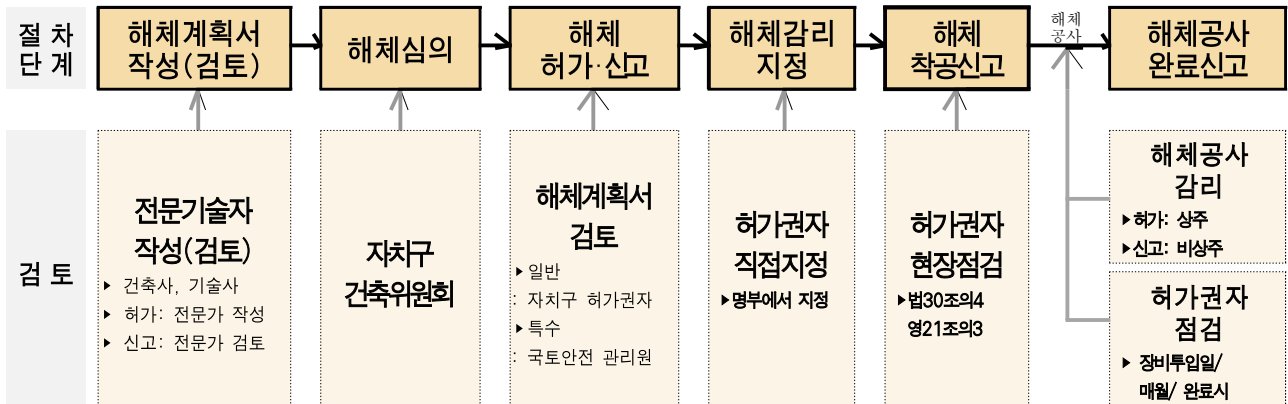 절 차
단 계
해체계획서
작성(검토)
해체심의
해체
허가·신고
해체감리
지정
해체
착공신고
해체
공사
해체공사
완료신고
검 토
전문기술자
작성(검토)
▸ 건축사, 기술사
▸ 허가: 전문가 작성
▸ 신고: 전문가 검토
자치구
건축위원회
해체계획서
검토
▸일반
: 자치구 허가권자
▸특수
: 국토안전 관리원
허가권자
직접지정
▸명부에서 지정
허가권자
현장점검
▸법30조의4
영21조의3
해체공사
감리
▸허가: 상주
▸신고: 비상주
허가권자
점검
▸ 장비투입일/
매월/ 완료시